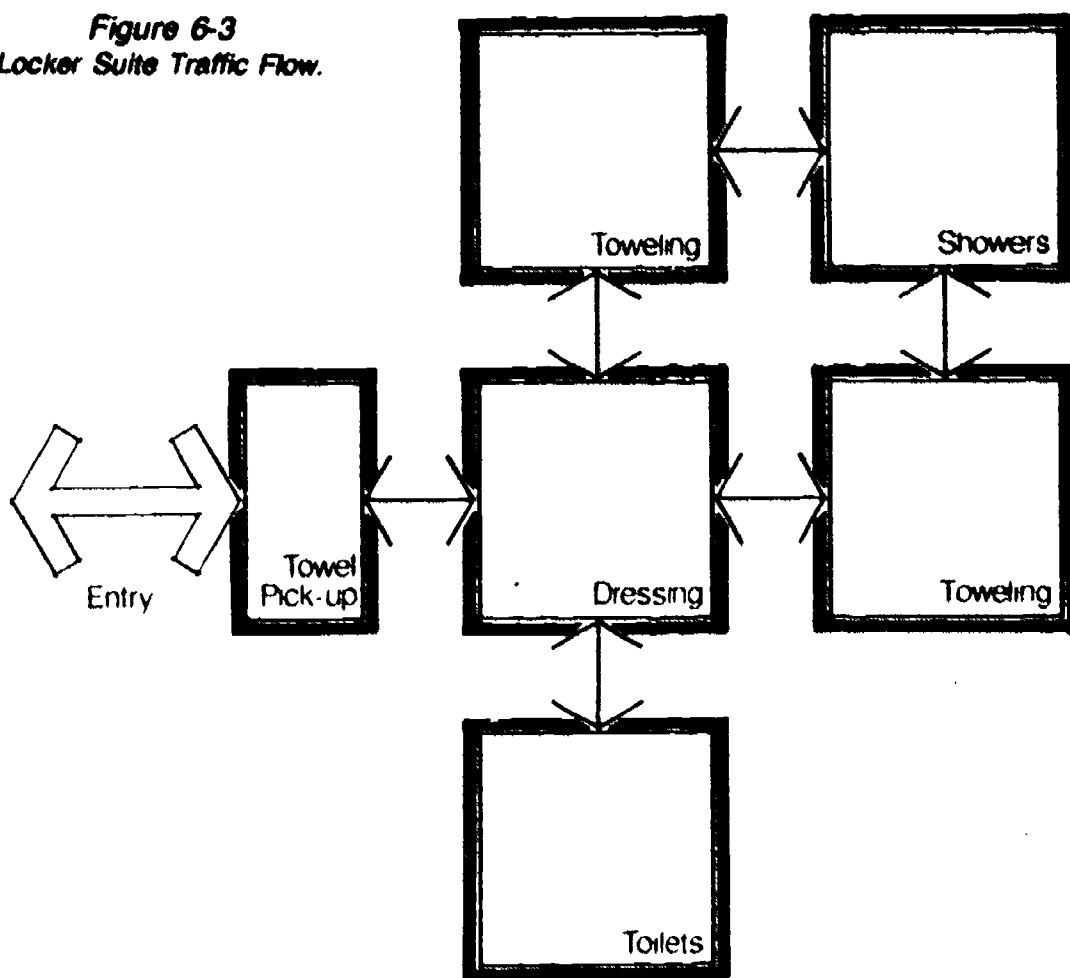 Figure 6-3
Locker Suite Traffic Flow.
Toweling
Showers
Entry
Towel
Pick-up
Dressing
Toweling
Toilets